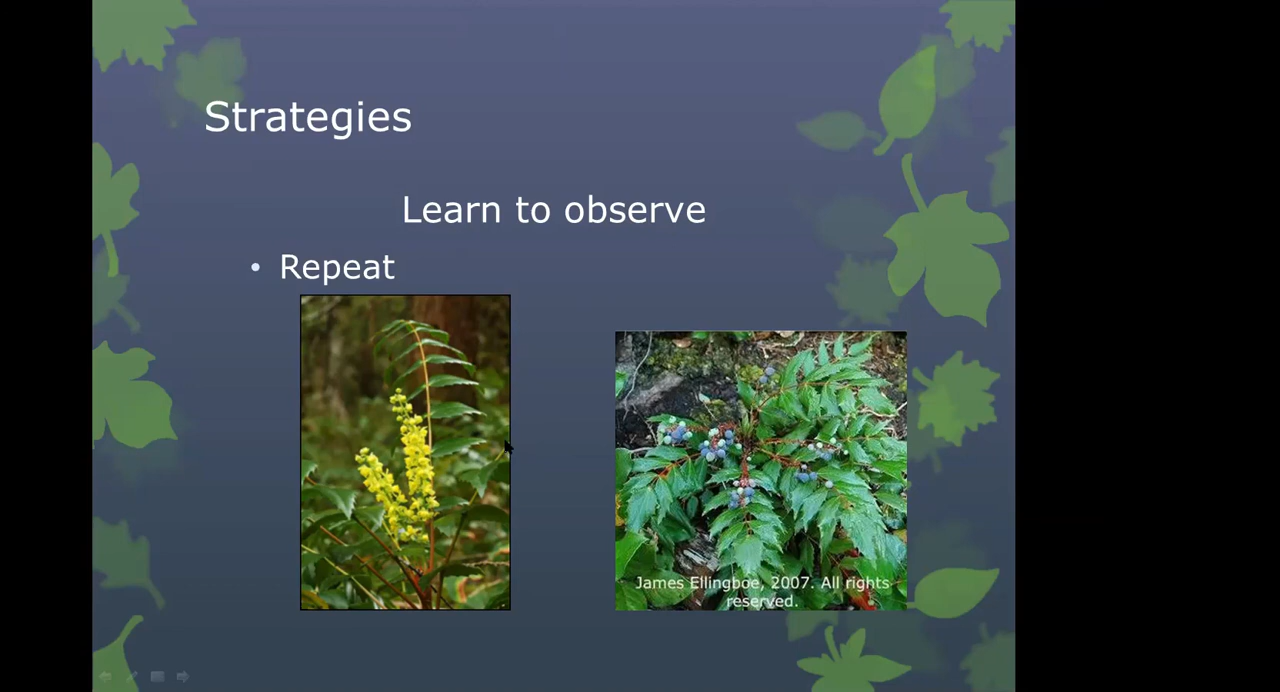 Strategies
Learn to observe
• Repeat
James Ellingboe, 2007. All rights
reserved.